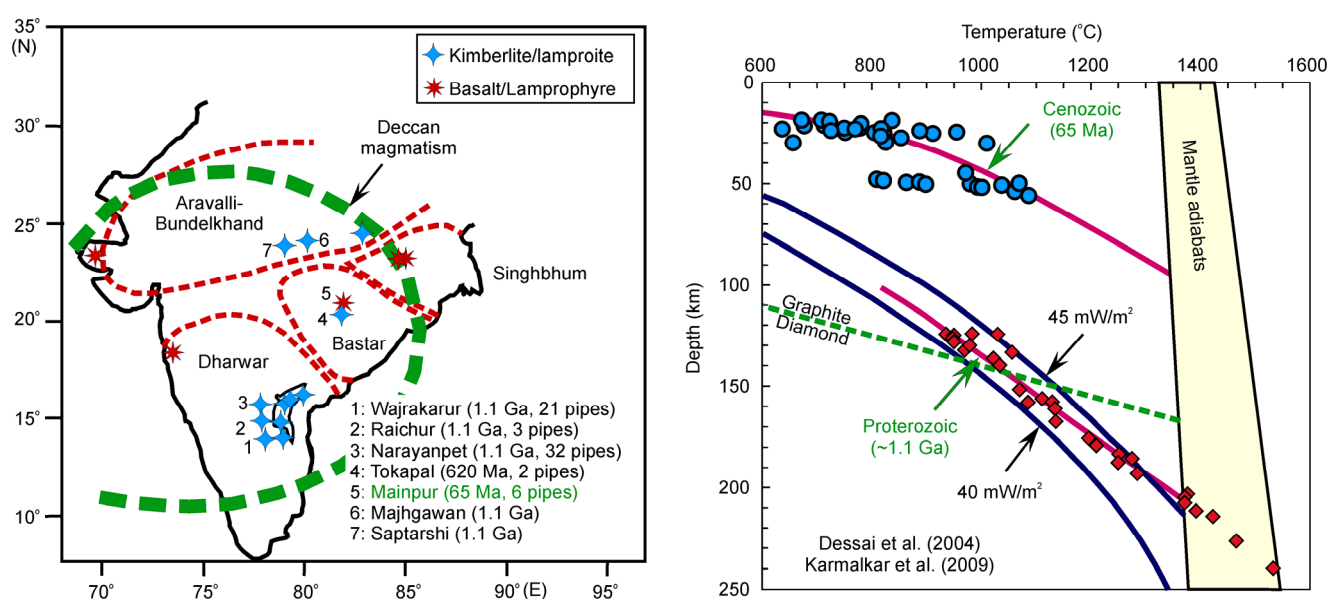 35°
(N)
30°
25°
20°
15°
10°
70°
75°
80°
85° (E)
90°
95°
Kimberlite/lamproite
Basalt/Lamprophyre
Deccan
magmatism
Aravalli-
Bundelkhand
7
6
Singhbhum
5
4
Bastar
Dharwar
3
2
1
1: Wajrakarur (1.1 Ga, 21 pipes)
2: Raichur (1.1 Ga, 3 pipes)
3: Narayanpet (1.1 Ga, 32 pipes)
4: Tokapal (620 Ma, 2 pipes)
5: Mainpur (65 Ma, 6 pipes)
6: Majhgawan (1.1 Ga)
7: Saptarshi (1.1 Ga)
Temperature (°C)
600
800
1000
1200
1400
1600
Depth (km)
0
50
100
150
200
250
Cenozoic
(65 Ma)
Mantle adiabats
Graphite
Diamond
45 mW/m²
Proterozoic
(~1.1 Ga)
40 mW/m²
Dessai et al. (2004)
Karmalkar et al. (2009)